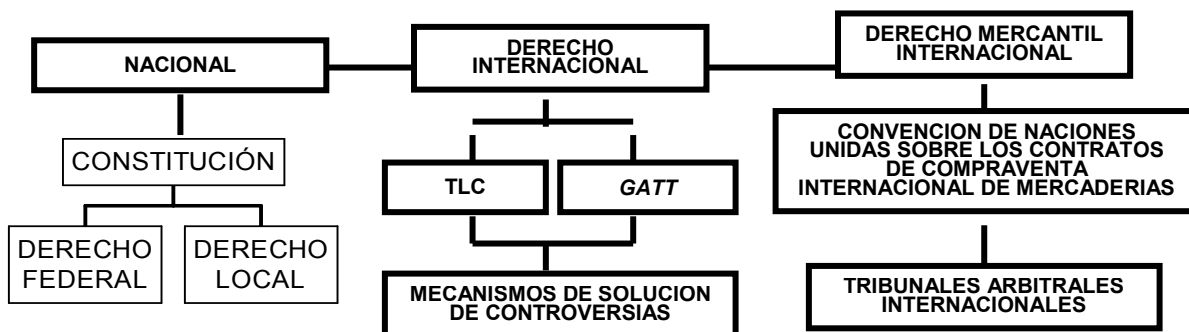 NACIONAL
DERECHO
INTERNACIONAL
DERECHO MERCANTIL
INTERNACIONAL
CONSTITUCIÓN
DERECHO
FEDERAL
DERECHO
LOCAL
TLC
GATT
MECANISMOS DE SOLUCION
DE CONTROVERSIAS
CONVENCION DE NACIONES
UNIDAS SOBRE LOS CONTRATOS
DE COMPRAVENTA
INTERNACIONAL DE MERCADERIAS
TRIBUNALES ARBITRALES
INTERNACIONALES